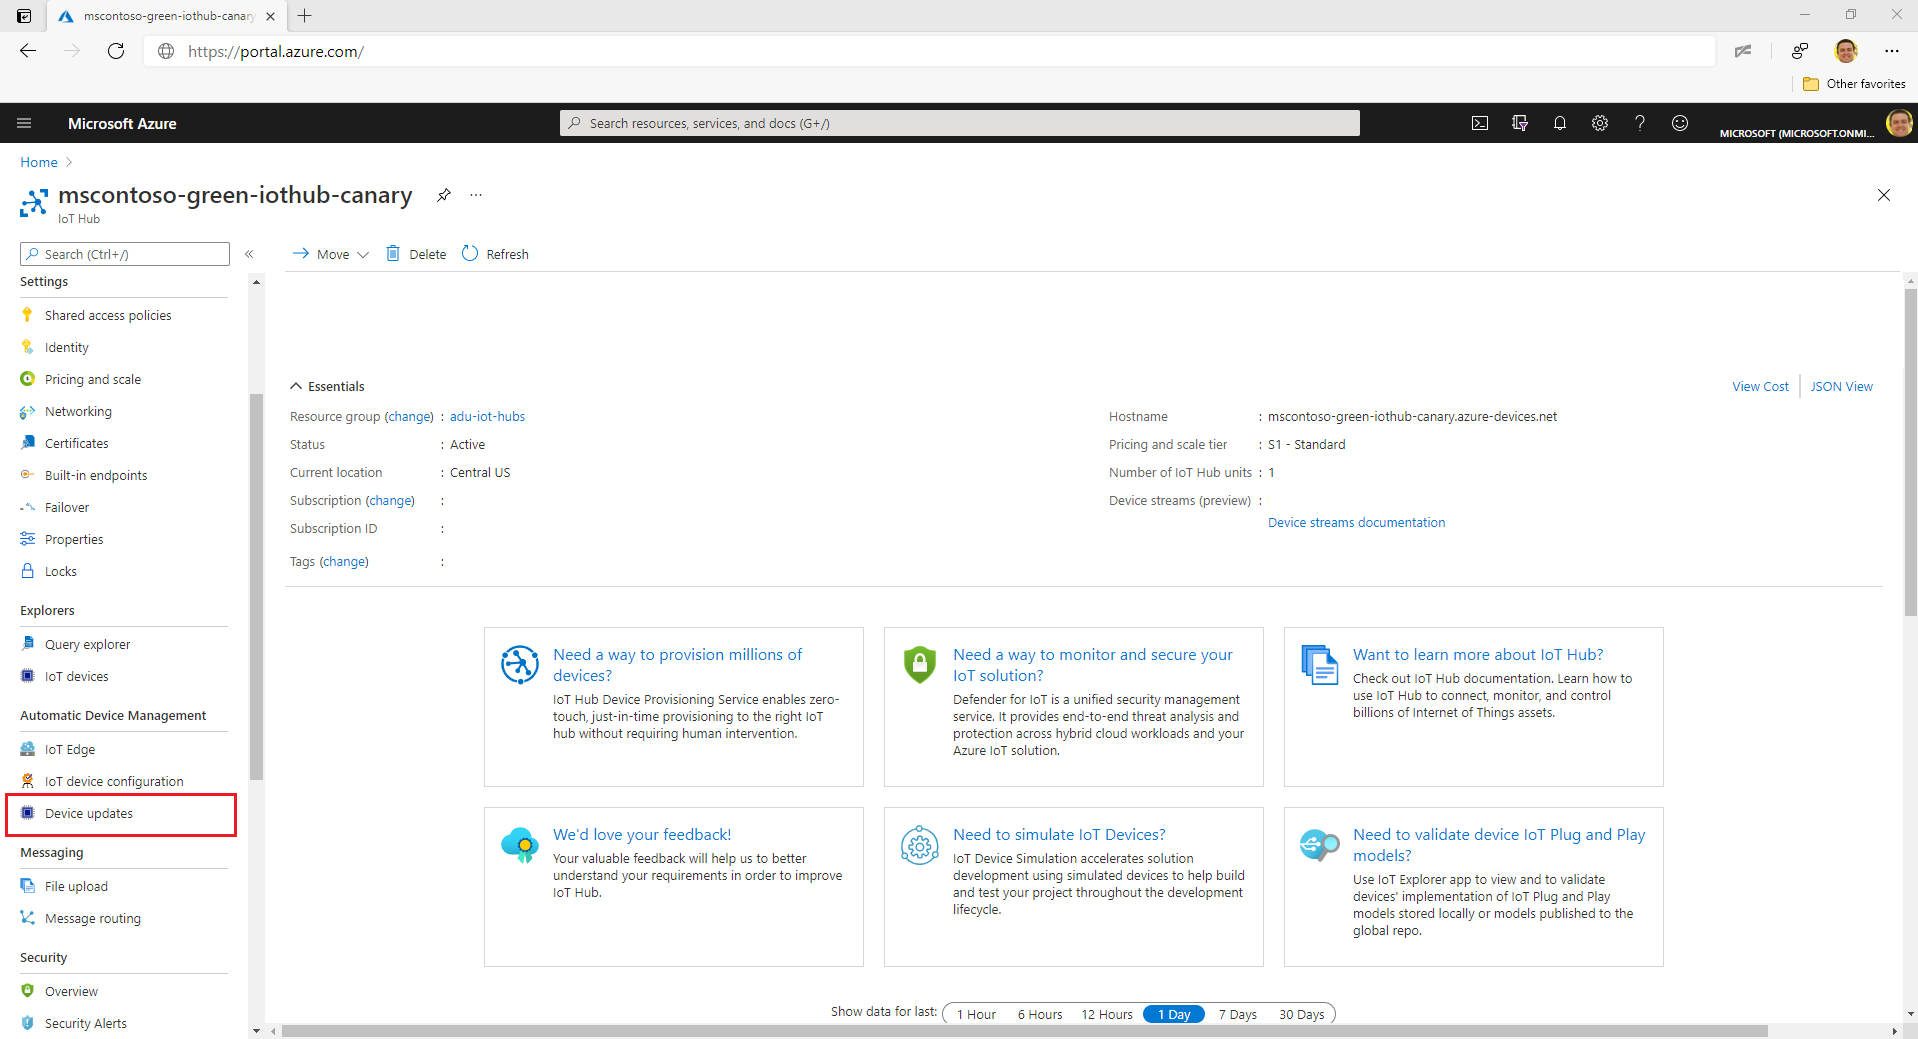 mscontoso-green-iothub-canary
https://portal.azure.com/
Other favorites
Microsoft Azure
Search resources, services, and docs (G+/)
MICROSOFT (MICROSOFT.ONMI...
Home
mscontoso-green-iothub-canary
IoT Hub
Search (Ctrl+/)
Move
Delete
Refresh
Settings
Shared access policies
Identity
Pricing and scale
Networking
Certificates
Built-in endpoints
Failover
Properties
Locks
Explorers
Query explorer
IoT devices
Automatic Device Management
IoT Edge
IoT device configuration
Device updates
Messaging
File upload
Message routing
Security
Overview
Security Alerts
Essentials
View Cost
JSON View
Resource group (change) : adu-iot-hubs
Status : Active
Current location : Central US
Subscription (change) :
Subscription ID :
Tags (change) :
Hostname : mscontoso-green-iothub-canary.azure-devices.net
Pricing and scale tier : S1 - Standard
Number of IoT Hub units : 1
Device streams (preview) :
Device streams documentation
Need a way to provision millions of
devices?
IoT Hub Device Provisioning Service enables zero-
touch, just-in-time provisioning to the right IoT
hub without requiring human intervention.
Need a way to monitor and secure your
IoT solution?
Defender for IoT is a unified security management
service. It provides end-to-end threat analysis and
protection across hybrid cloud workloads and your
Azure IoT solution.
Want to learn more about IoT Hub?
Check out IoT Hub documentation. Learn how to
use IoT Hub to connect, monitor, and control
billions of Internet of Things assets.
We'd love your feedback!
Your valuable feedback will help us to better
understand your requirements in order to improve
IoT Hub.
Need to simulate IoT Devices?
IoT Device Simulation accelerates solution
development using simulated devices to help build
and test your project throughout the development
lifecycle.
Need to validate device IoT Plug and Play
models?
Use IoT Explorer app to view and to validate
devices' implementation of IoT Plug and Play
models stored locally or models published to the
global repo.
Show data for last: 1 Hour 6 Hours 12 Hours 1 Day 7 Days 30 Days